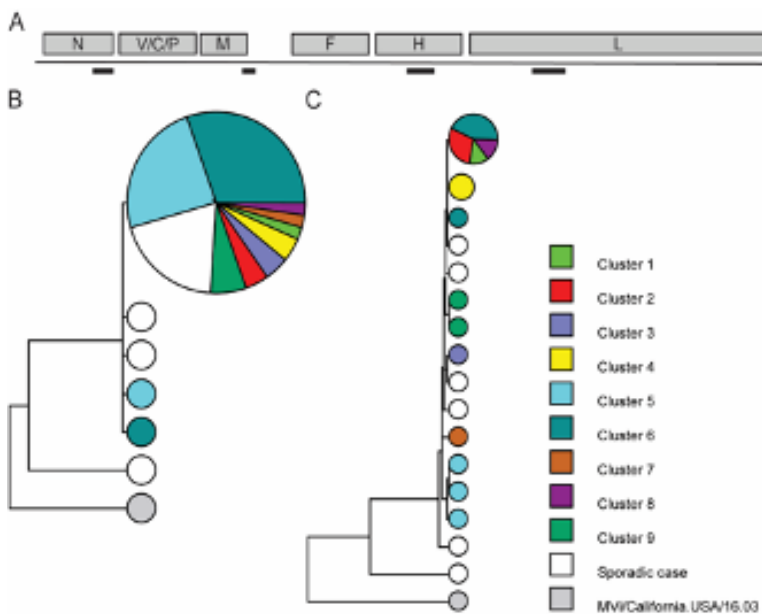 A
N V/C/P M F H L
B
C
Cluster 1
Cluster 2
Cluster 3
Cluster 4
Cluster 5
Cluster 6
Cluster 7
Cluster 8
Cluster 9
Sporadic case
MVi/California.USA/16.03